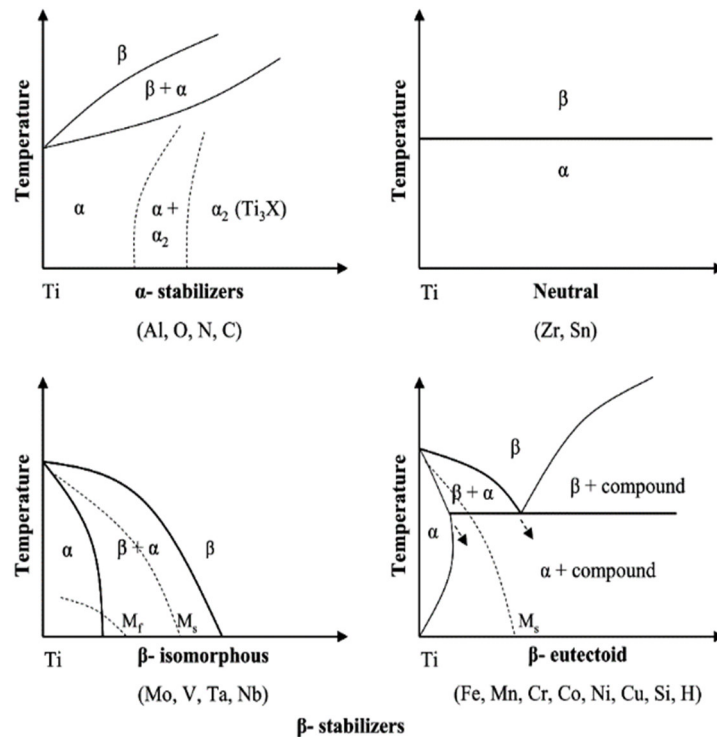 Temperature
β
β + α
α
α +
α₂
α₂ (Ti₃X)
Ti
α- stabilizers
(Al, O, N, C)
Temperature
β
α
Ti
Neutral
(Zr, Sn)
Temperature
α
β + α
β
Mf
Ms
Ti
β- isomorphous
(Mo, V, Ta, Nb)
Temperature
β
β + α
β + compound
α
α + compound
Ms
Ti
β- eutectoid
(Fe, Mn, Cr, Co, Ni, Cu, Si, H)
β- stabilizers